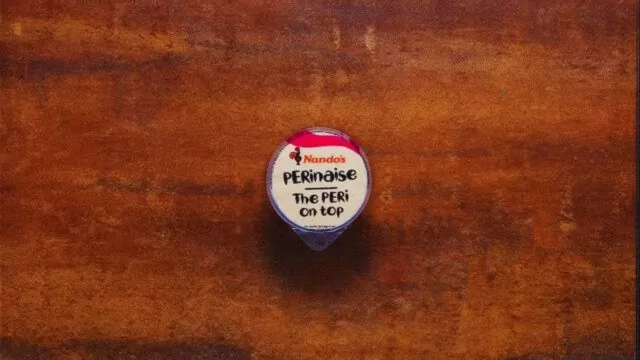 Nando's
PERinaise
The PERi
on top